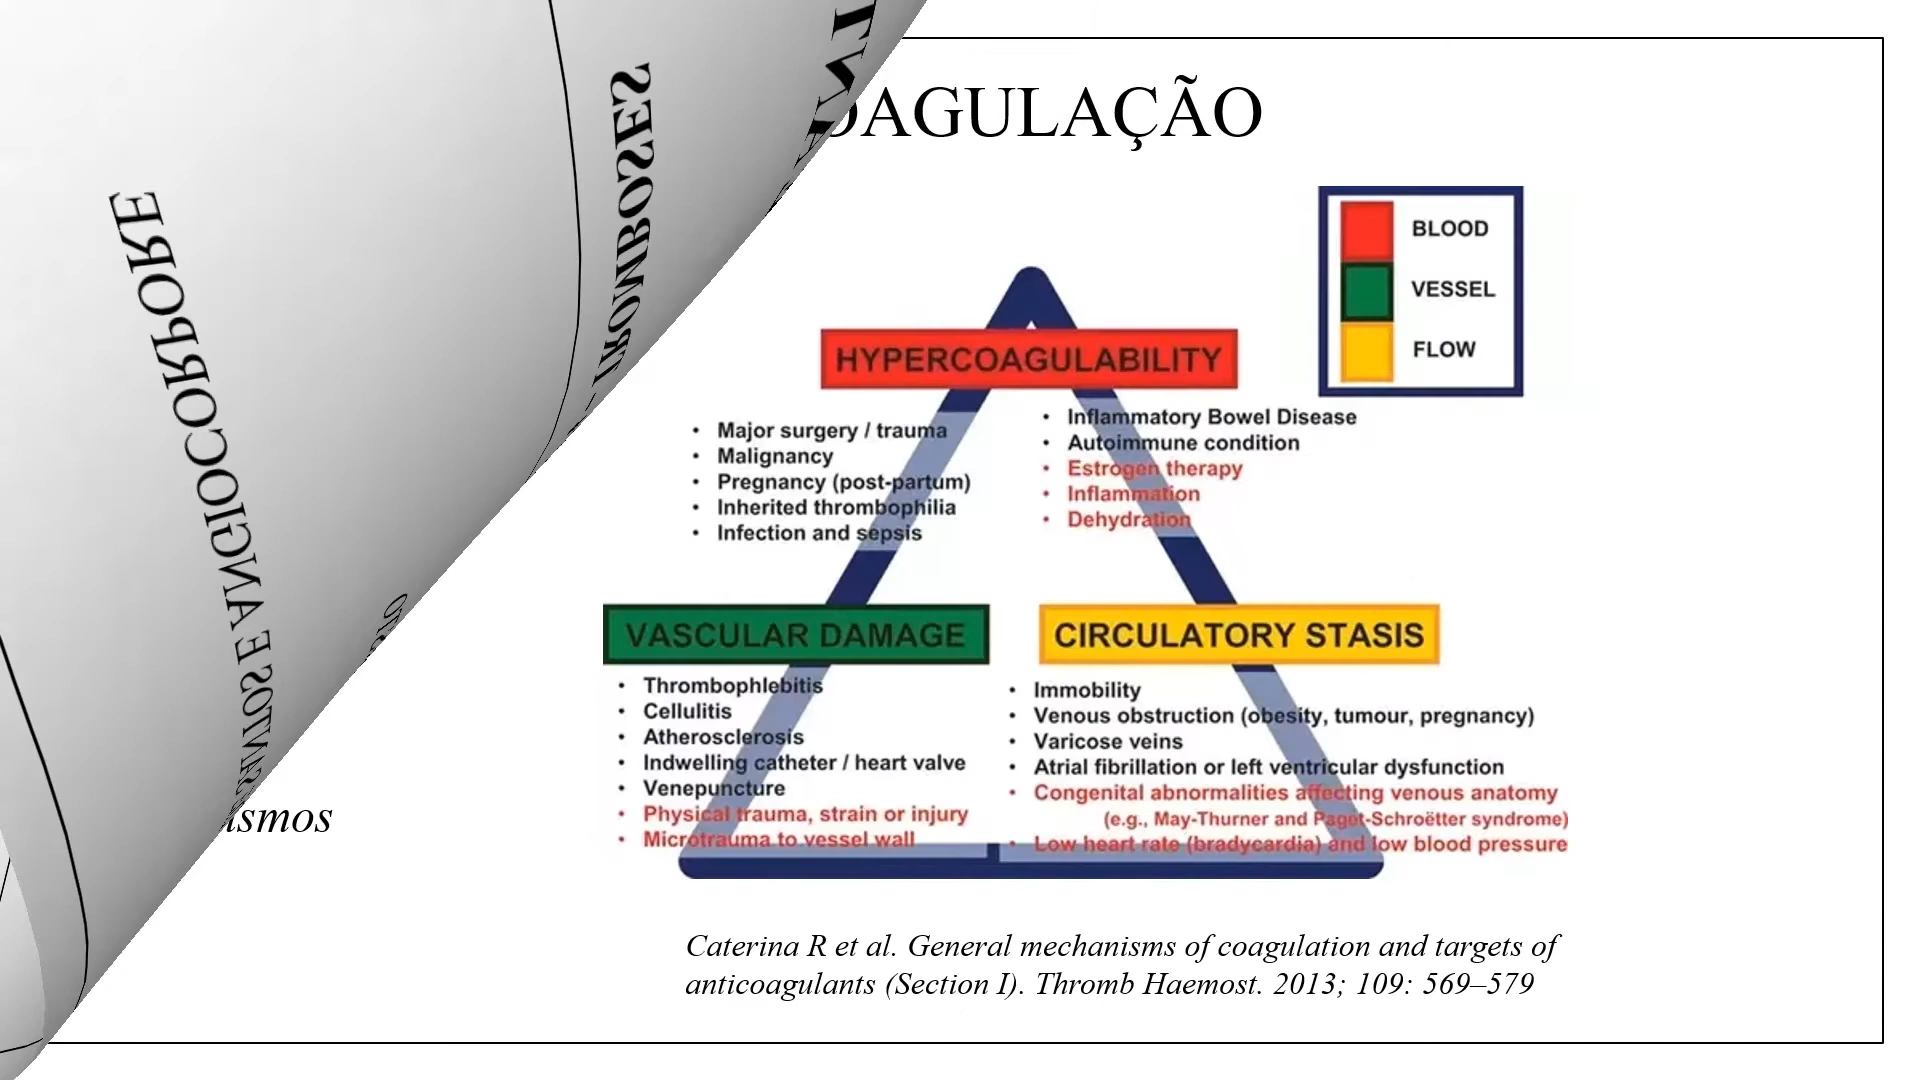 TROMBOSES
OAGULAÇÃO
BLOOD
VESSEL
FLOW
HYPERCOAGULABILITY
• Major surgery / trauma
• Malignancy
• Pregnancy (post-partum)
• Inherited thrombophilia
• Infection and sepsis
• Inflammatory Bowel Disease
• Autoimmune condition
• Estrogen therapy
• Inflammation
• Dehydration
E ANGIOCORPORE
VASCULAR DAMAGE
• Thrombophlebitis
• Cellulitis
• Atherosclerosis
• Indwelling catheter / heart valve
• Venepuncture
• Physical trauma, strain or injury
• Microtrauma to vessel wall
CIRCULATORY STASIS
• Immobility
• Venous obstruction (obesity, tumour, pregnancy)
• Varicose veins
• Atrial fibrillation or left ventricular dysfunction
• Congenital abnormalities affecting venous anatomy
(e.g., May-Thurner and Paget-Schroëtter syndrome)
• Low heart rate (bradycardia) and low blood pressure
ismos
Caterina R et al. General mechanisms of coagulation and targets of
anticoagulants (Section I). Thromb Haemost. 2013; 109: 569–579